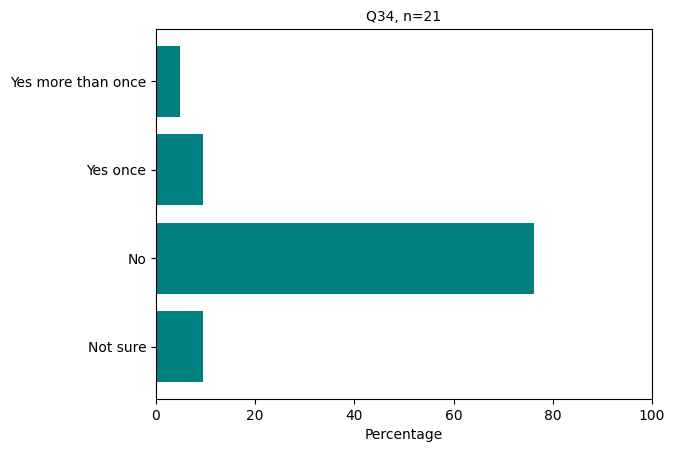 Q34, n=21
Yes more than once
Yes once
No
Not sure
0 20 40 60 80 100
Percentage